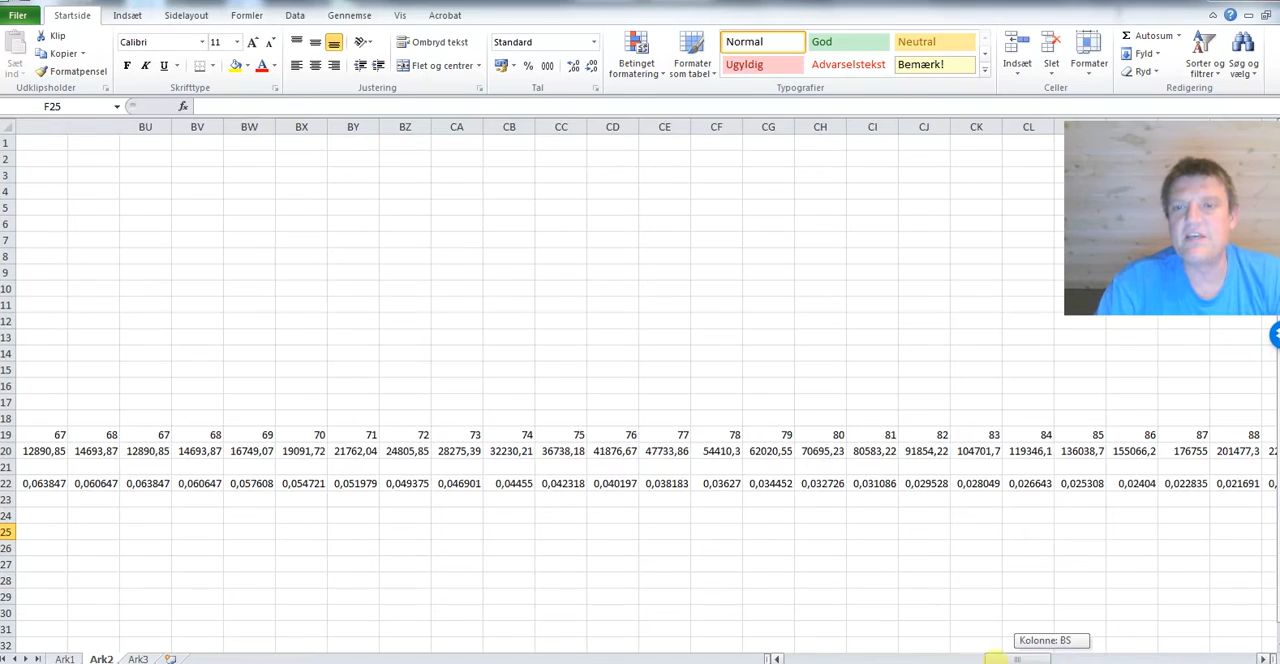 Filer Startside Indsæt Sidelayout Formler Data Gennemse Vis Acrobat
Sæt ind
Klip
Kopier
Formatpensel
Udklipsholder
Calibri 11
F K U
Skrifttype
Ombryd tekst
Flet og centrer
Justering
Standard
% 000
Tal
Betinget formatering
Formater som tabel
Normal God Neutral
Ugyldig Advarselstekst Bemærk!
Typografier
Indsæt Slet Formater
Celler
Σ Autosum
Fyld
Ryd
Sorter og filtrer
Søg og vælg
Redigering
F25 fx
BU BV BW BX BY BZ CA CB CC CD CE CF CG CH CI CJ CK CL
1
2
3
4
5
6
7
8
9
10
11
12
13
14
15
16
17
18
19 67 68 67 68 69 70 71 72 73 74 75 76 77 78 79 80 81 82 83 84 85 86 87 88
20 12890,85 14693,87 12890,85 14693,87 16749,07 19091,72 21762,04 24805,85 28275,39 32230,21 36738,18 41876,67 47733,86 54410,3 62020,55 70695,23 80583,22 91854,22 104701,7 119346,1 136038,7 155066,2 176755 201477,3 22
21
22 0,063847 0,060647 0,063847 0,060647 0,057608 0,054721 0,051979 0,049375 0,046901 0,04455 0,042318 0,040197 0,038183 0,03627 0,034452 0,032726 0,031086 0,029528 0,028049 0,026643 0,025308 0,02404 0,022835 0,021691 0,
23
24
25
26
27
28
29
30
31
32
Kolonne: BS
Ark1 Ark2 Ark3